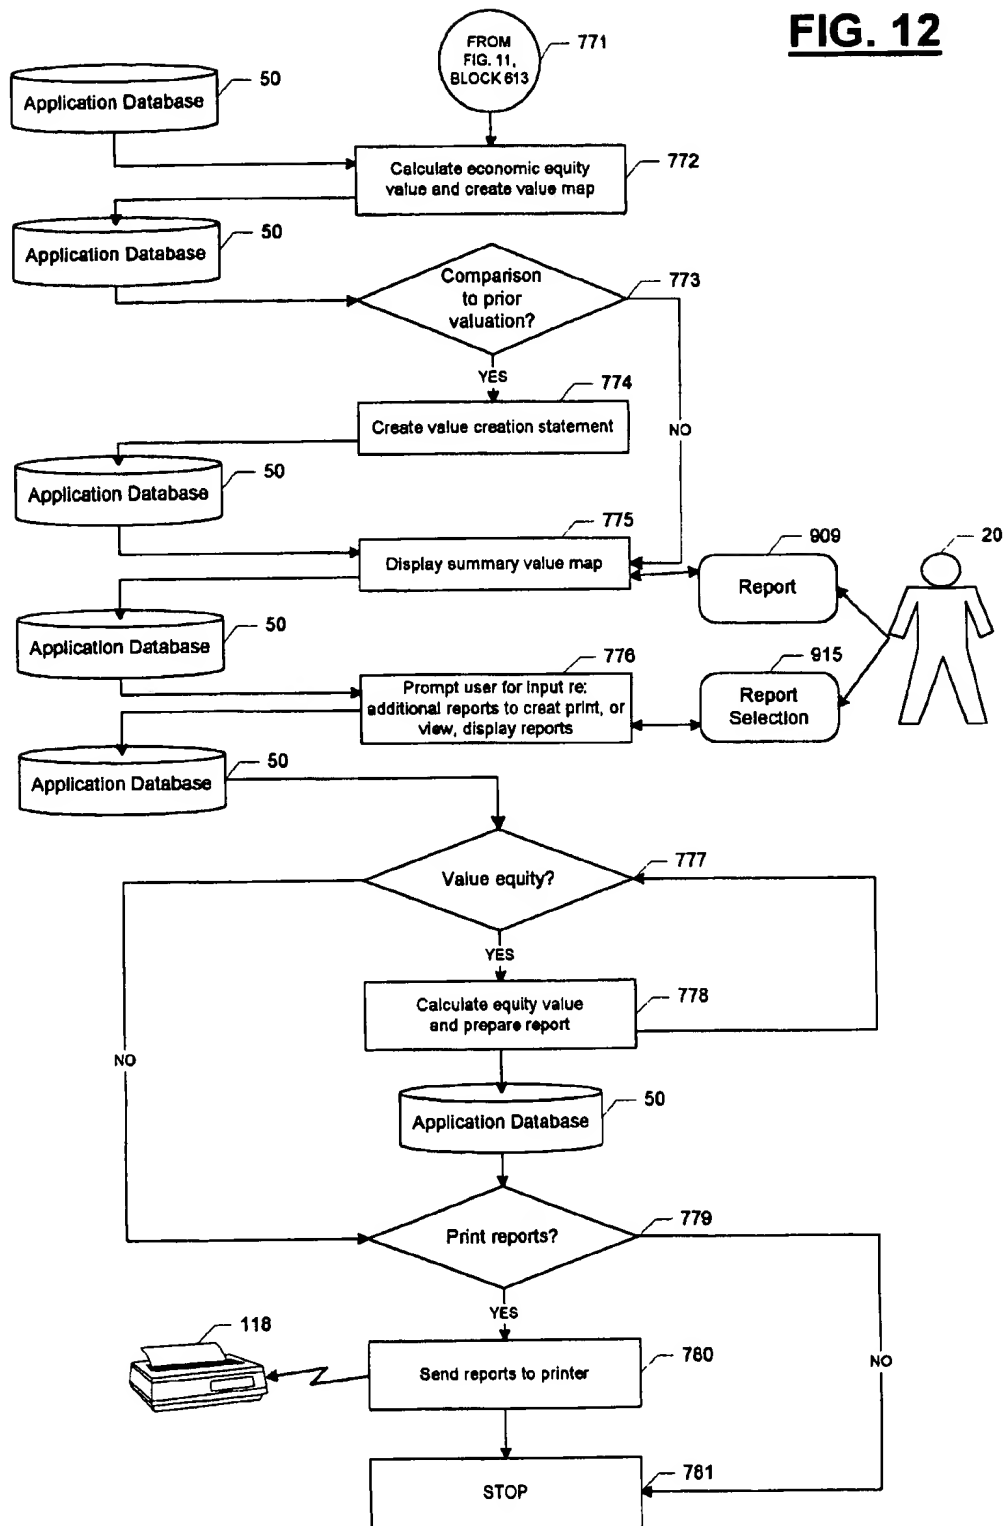 FIG. 12
FROM
FIG. 11,
BLOCK 613
771
50
Application Database
Calculate economic equity
value and create value map
772
50
Application Database
Comparison
to prior
valuation?
773
YES
774
Create value creation statement
NO
50
Application Database
775
Display summary value map
909
Report
20
50
Application Database
776
Prompt user for input re:
additional reports to creat print, or
view, display reports
915
Report
Selection
50
Application Database
Value equity?
777
YES
Calculate equity value
and prepare report
778
NO
50
Application Database
Print reports?
779
YES
118
Send reports to printer
780
NO
STOP
781